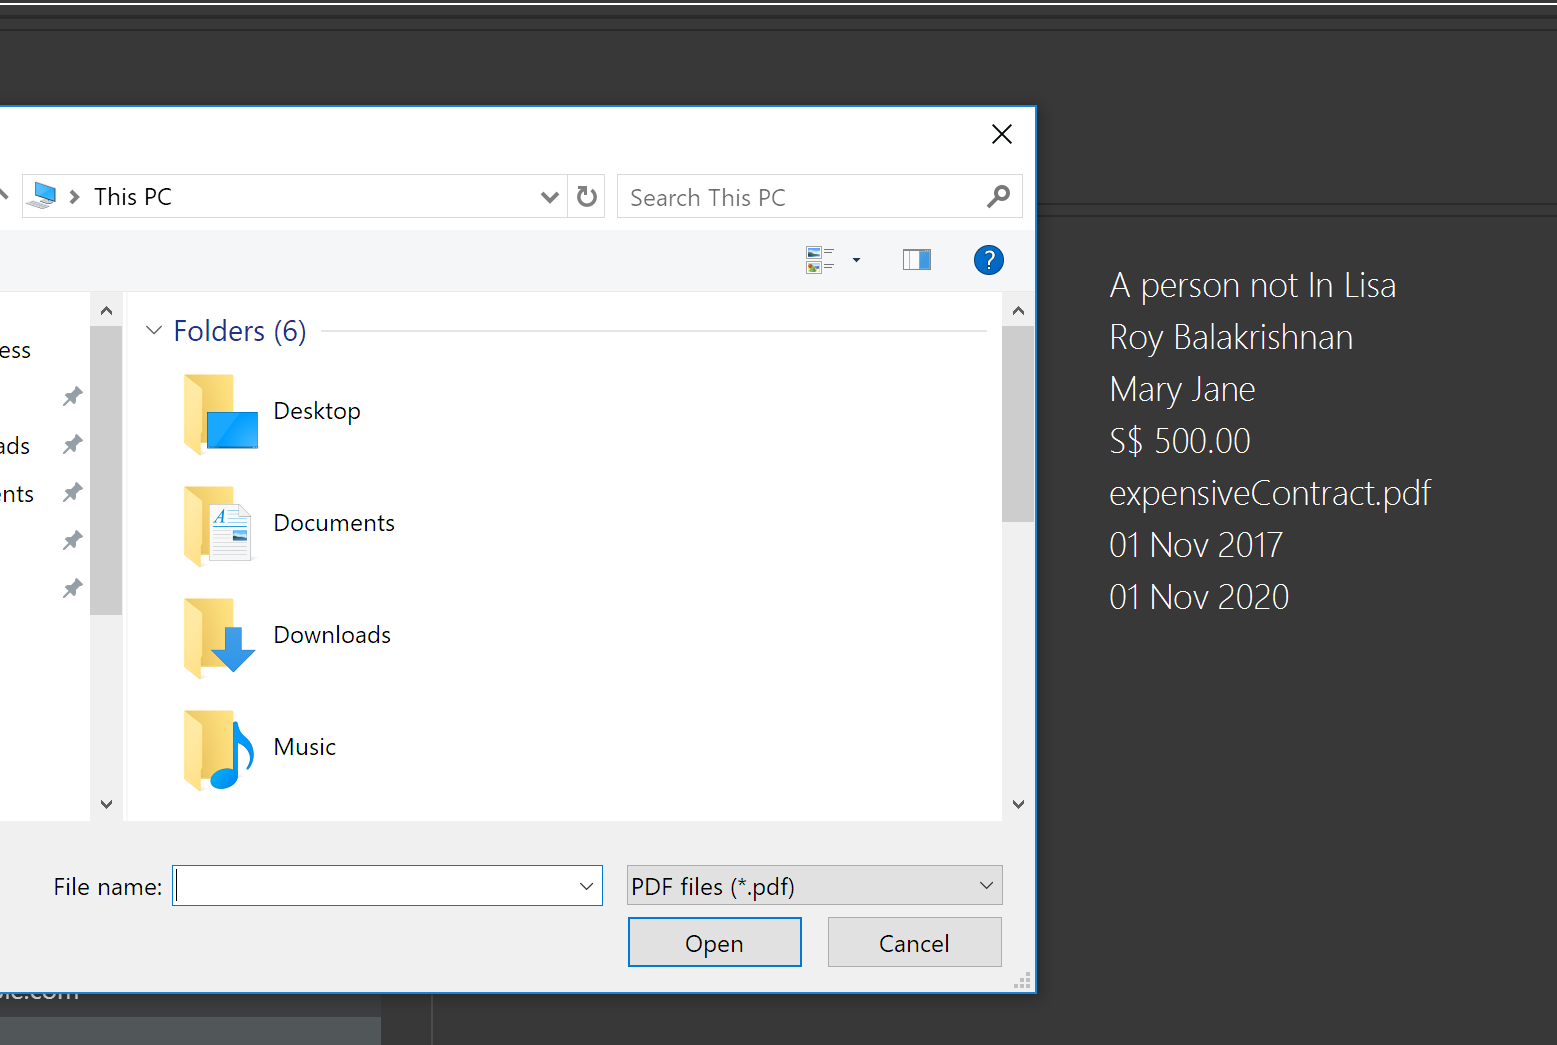 This PC
Search This PC
?
ess
ads
ents
Folders (6)
Desktop
Documents
Downloads
Music
File name:
PDF files (*.pdf)
Open
Cancel
A person not In Lisa
Roy Balakrishnan
Mary Jane
S$ 500.00
expensiveContract.pdf
01 Nov 2017
01 Nov 2020